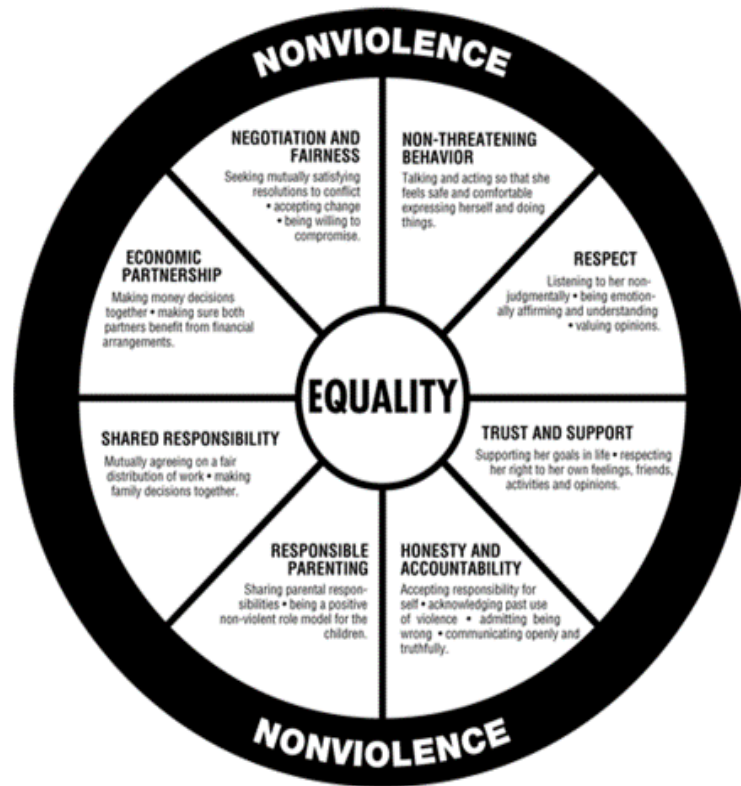 NONVIOLENCE
NEGOTIATION AND
FAIRNESS
Seeking mutually satisfying
resolutions to conflict
• accepting change
• being willing to
compromise.
NON-THREATENING
BEHAVIOR
Talking and acting so that she
feels safe and comfortable
expressing herself and doing
things.
ECONOMIC
PARTNERSHIP
Making money decisions
together • making sure both
partners benefit from financial
arrangements.
RESPECT
Listening to her non-
judgmentally • being emotion-
ally affirming and understanding
• valuing opinions.
EQUALITY
SHARED RESPONSIBILITY
Mutually agreeing on a fair
distribution of work • making
family decisions together.
TRUST AND SUPPORT
Supporting her goals in life • respecting
her right to her own feelings, friends,
activities and opinions.
RESPONSIBLE
PARENTING
Sharing parental respon-
sibilities • being a positive
non-violent role model for the
children.
HONESTY AND
ACCOUNTABILITY
Accepting responsibility for
self • acknowledging past use
of violence • admitting being
wrong • communicating openly and
truthfully.
NONVIOLENCE